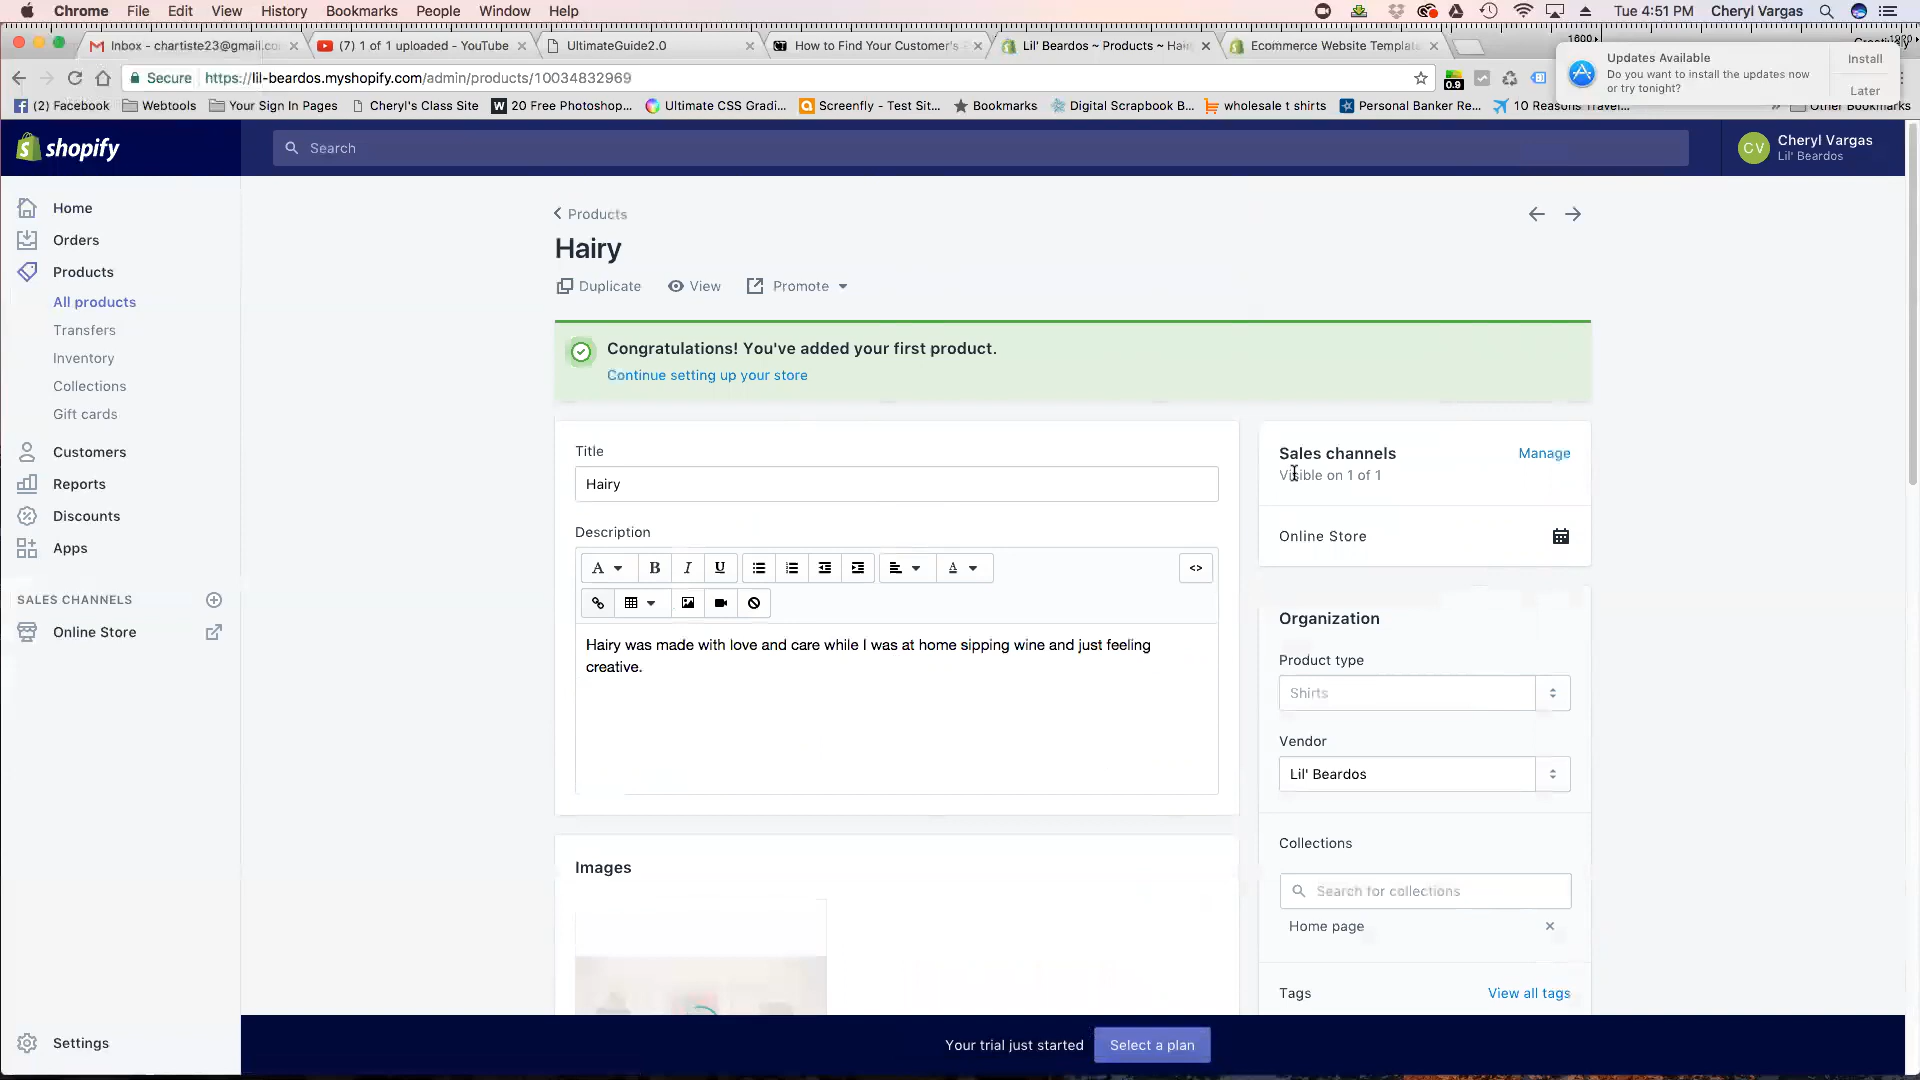 Chrome File Edit View History Bookmarks People Window Help Tue 4:51 PM Cheryl Vargas
Inbox - chartiste23@gmail.co
(7) 1 of 1 uploaded - YouTube
UltimateGuide2.0
How to Find Your Customer's
Lil' Beardos ~ Products ~ Hai
Ecommerce Website Templat
1600
Updates Available
Do you want to install the updates now
or try tonight?
Install
Later
Secure https://lil-beardos.myshopify.com/admin/products/10034832969
0.9
(2) Facebook Webtools Your Sign In Pages Cheryl's Class Site 20 Free Photoshop... Ultimate CSS Gradi... Screenfly - Test Sit... Bookmarks Digital Scrapbook B... wholesale t shirts Personal Banker Re... 10 Reasons Travel... Other Bookmarks
shopify
Search
CV
Cheryl Vargas
Lil' Beardos
Home
Orders
Products
All products
Transfers
Inventory
Collections
Gift cards
Customers
Reports
Discounts
Apps
SALES CHANNELS
Online Store
Settings
Products
Hairy
Duplicate View Promote
Congratulations! You've added your first product.
Continue setting up your store
Title
Hairy
Description
A B I U A <>
Hairy was made with love and care while I was at home sipping wine and just feeling
creative.
Images
Sales channels Manage
Visible on 1 of 1
Online Store
Organization
Product type
Shirts
Vendor
Lil' Beardos
Collections
Search for collections
Home page
Tags View all tags
Your trial just started Select a plan